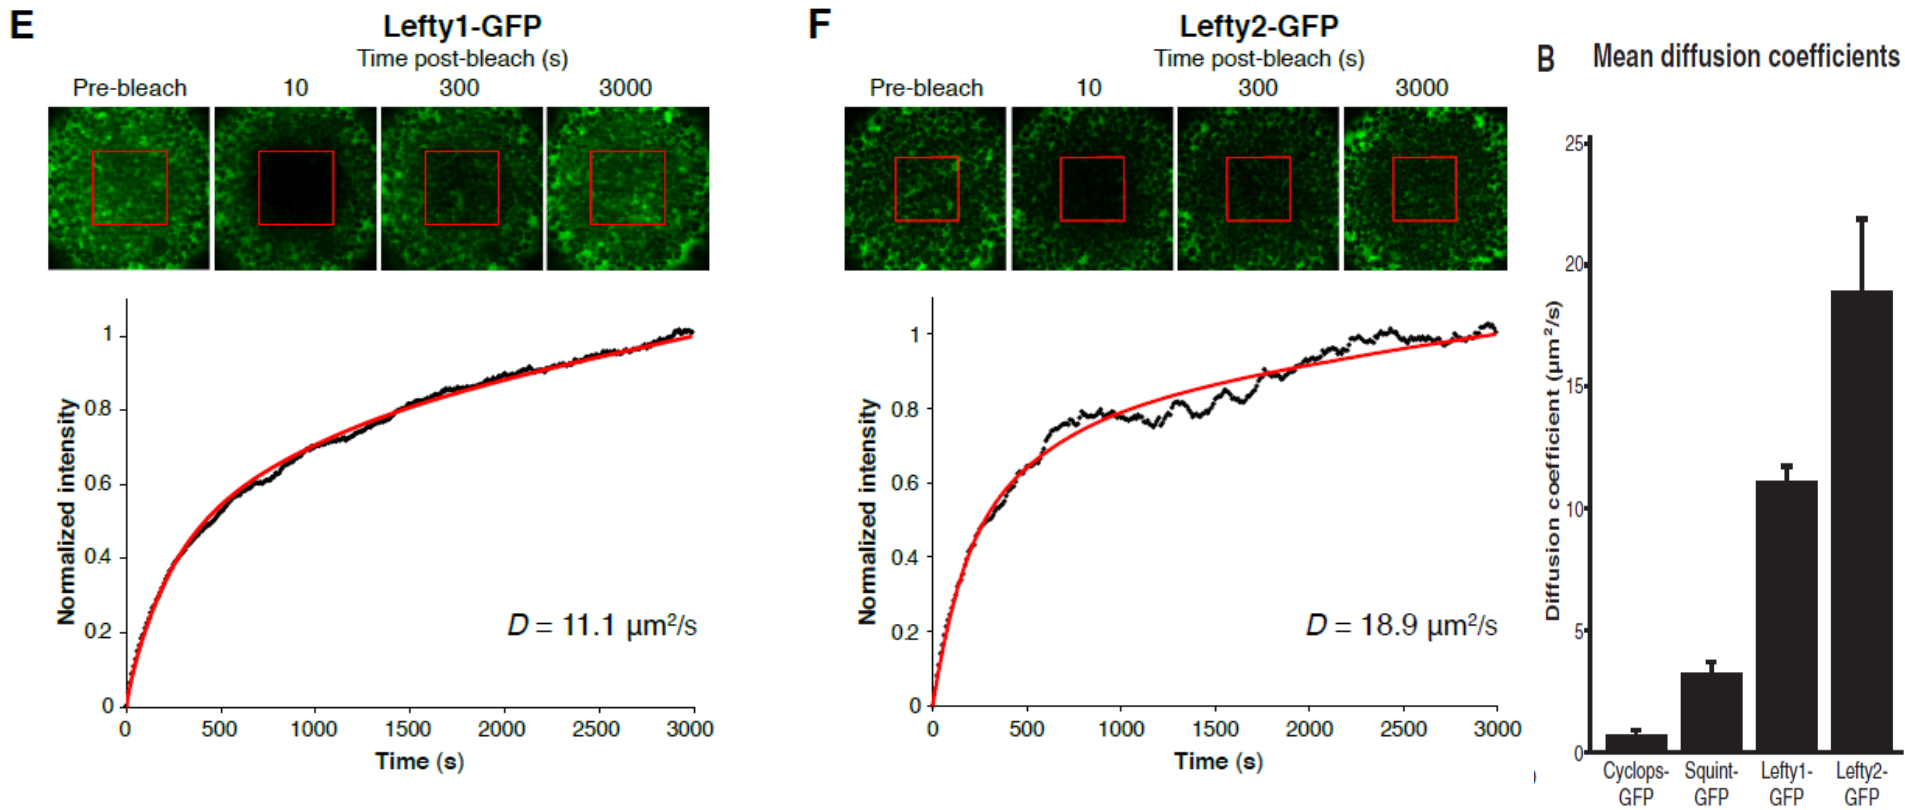 E
Lefty1-GFP
Time post-bleach (s)
Pre-bleach 10 300 3000
Normalized intensity
1
0.8
0.6
0.4
0.2
0
D = 11.1 µm²/s
0 500 1000 1500 2000 2500 3000
Time (s)
F
Lefty2-GFP
Time post-bleach (s)
Pre-bleach 10 300 3000
Normalized intensity
1
0.8
0.6
0.4
0.2
0
D = 18.9 µm²/s
0 500 1000 1500 2000 2500 3000
Time (s)
B Mean diffusion coefficients
Diffusion coefficient (µm²/s)
25
20
15
10
5
0
Cyclops- Squint- Lefty1- Lefty2-
GFP GFP GFP GFP